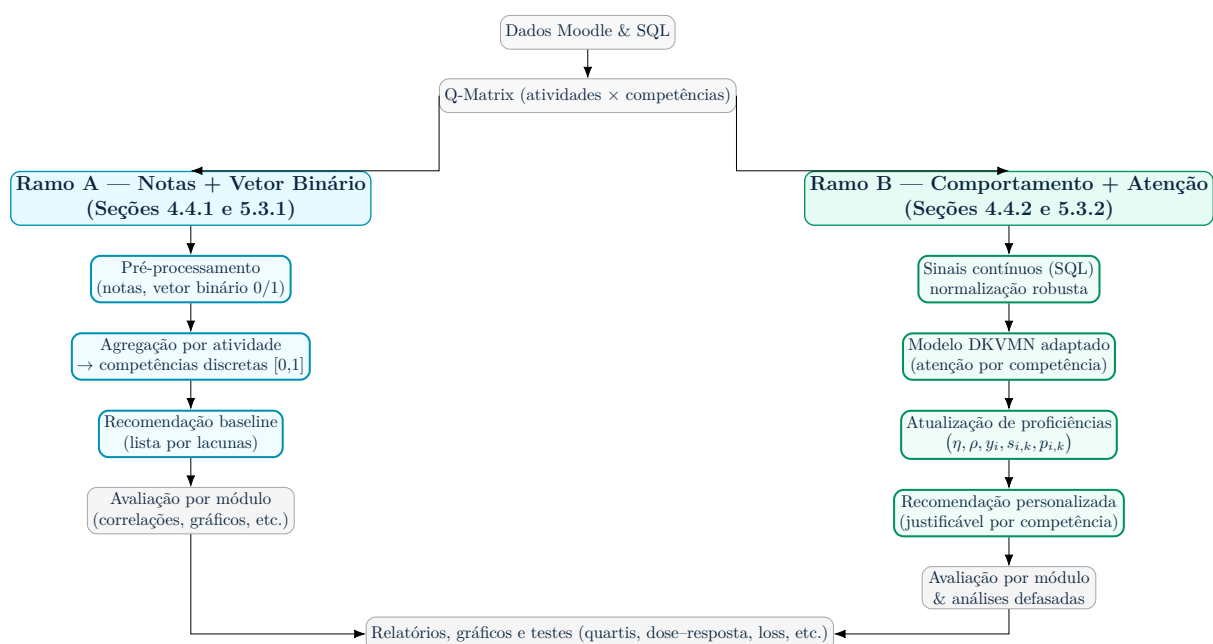 Dados Moodle & SQL
Q-Matrix (atividades × competências)
Ramo A — Notas + Vetor Binário
(Seções 4.4.1 e 5.3.1)
Pré-processamento
(notas, vetor binário 0/1)
Agregação por atividade
→ competências discretas [0,1]
Recomendação baseline
(lista por lacunas)
Avaliação por módulo
(correlações, gráficos, etc.)
Ramo B — Comportamento + Atenção
(Seções 4.4.2 e 5.3.2)
Sinais contínuos (SQL)
normalização robusta
Modelo DKVMN adaptado
(atenção por competência)
Atualização de proficiências
(η, ρ, y_i, s_{i,k}, p_{i,k})
Recomendação personalizada
(justificável por competência)
Avaliação por módulo
& análises defasadas
Relatórios, gráficos e testes (quartis, dose–resposta, loss, etc.)